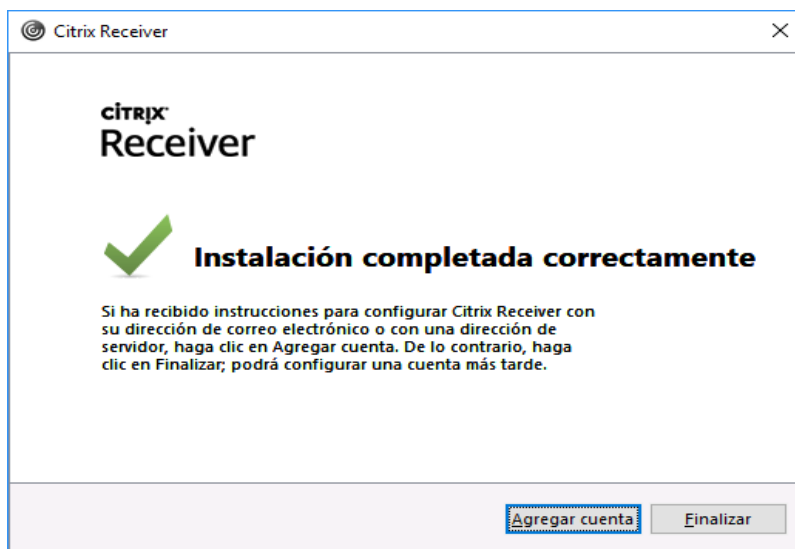 Citrix Receiver
CİTRIX
Receiver
Instalación completada correctamente
Si ha recibido instrucciones para configurar Citrix Receiver con
su dirección de correo electrónico o con una dirección de
servidor, haga clic en Agregar cuenta. De lo contrario, haga
clic en Finalizar; podrá configurar una cuenta más tarde.
Agregar cuenta
Finalizar